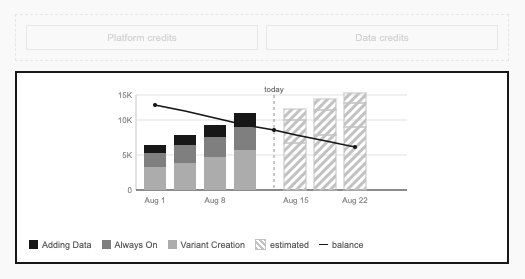 Platform credits
Data credits
today
15K
10K
5K
0
Aug 1
Aug 8
Aug 15
Aug 22
Adding Data
Always On
Variant Creation
estimated
balance